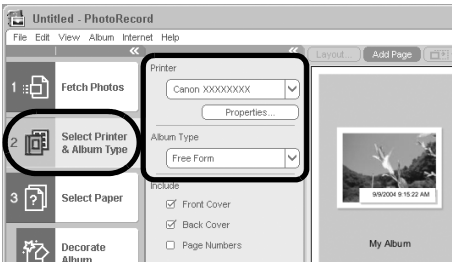 Untitled - PhotoRecord
File Edit View Album Internet Help
Layout... Add Page
1 Fetch Photos
2 Select Printer
& Album Type
3 Select Paper
Decorate
Album
Printer
Canon XXXXXXXX
Properties...
Album Type
Free Form
Include
Front Cover
Back Cover
Page Numbers
9/9/2004 9:15:22 AM
My Album